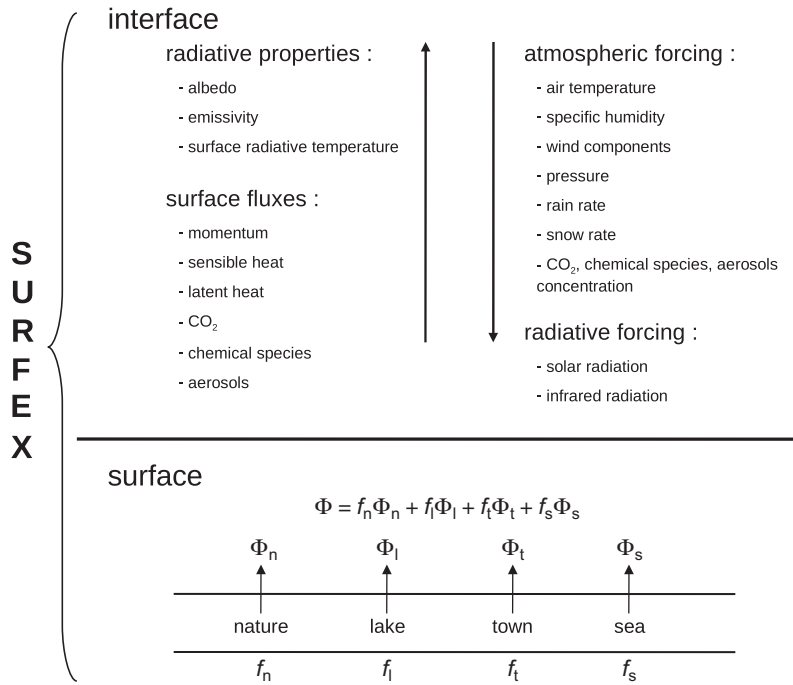 SURFEX
interface
radiative properties :
- albedo
- emissivity
- surface radiative temperature
surface fluxes :
- momentum
- sensible heat
- latent heat
- CO₂
- chemical species
- aerosols
atmospheric forcing :
- air temperature
- specific humidity
- wind components
- pressure
- rain rate
- snow rate
- CO₂, chemical species, aerosols
concentration
radiative forcing :
- solar radiation
- infrared radiation
surface
Φ = fₙΦₙ + fₗΦₗ + fₜΦₜ + fₛΦₛ
Φₙ Φₗ Φₜ Φₛ
nature lake town sea
fₙ fₗ fₜ fₛ